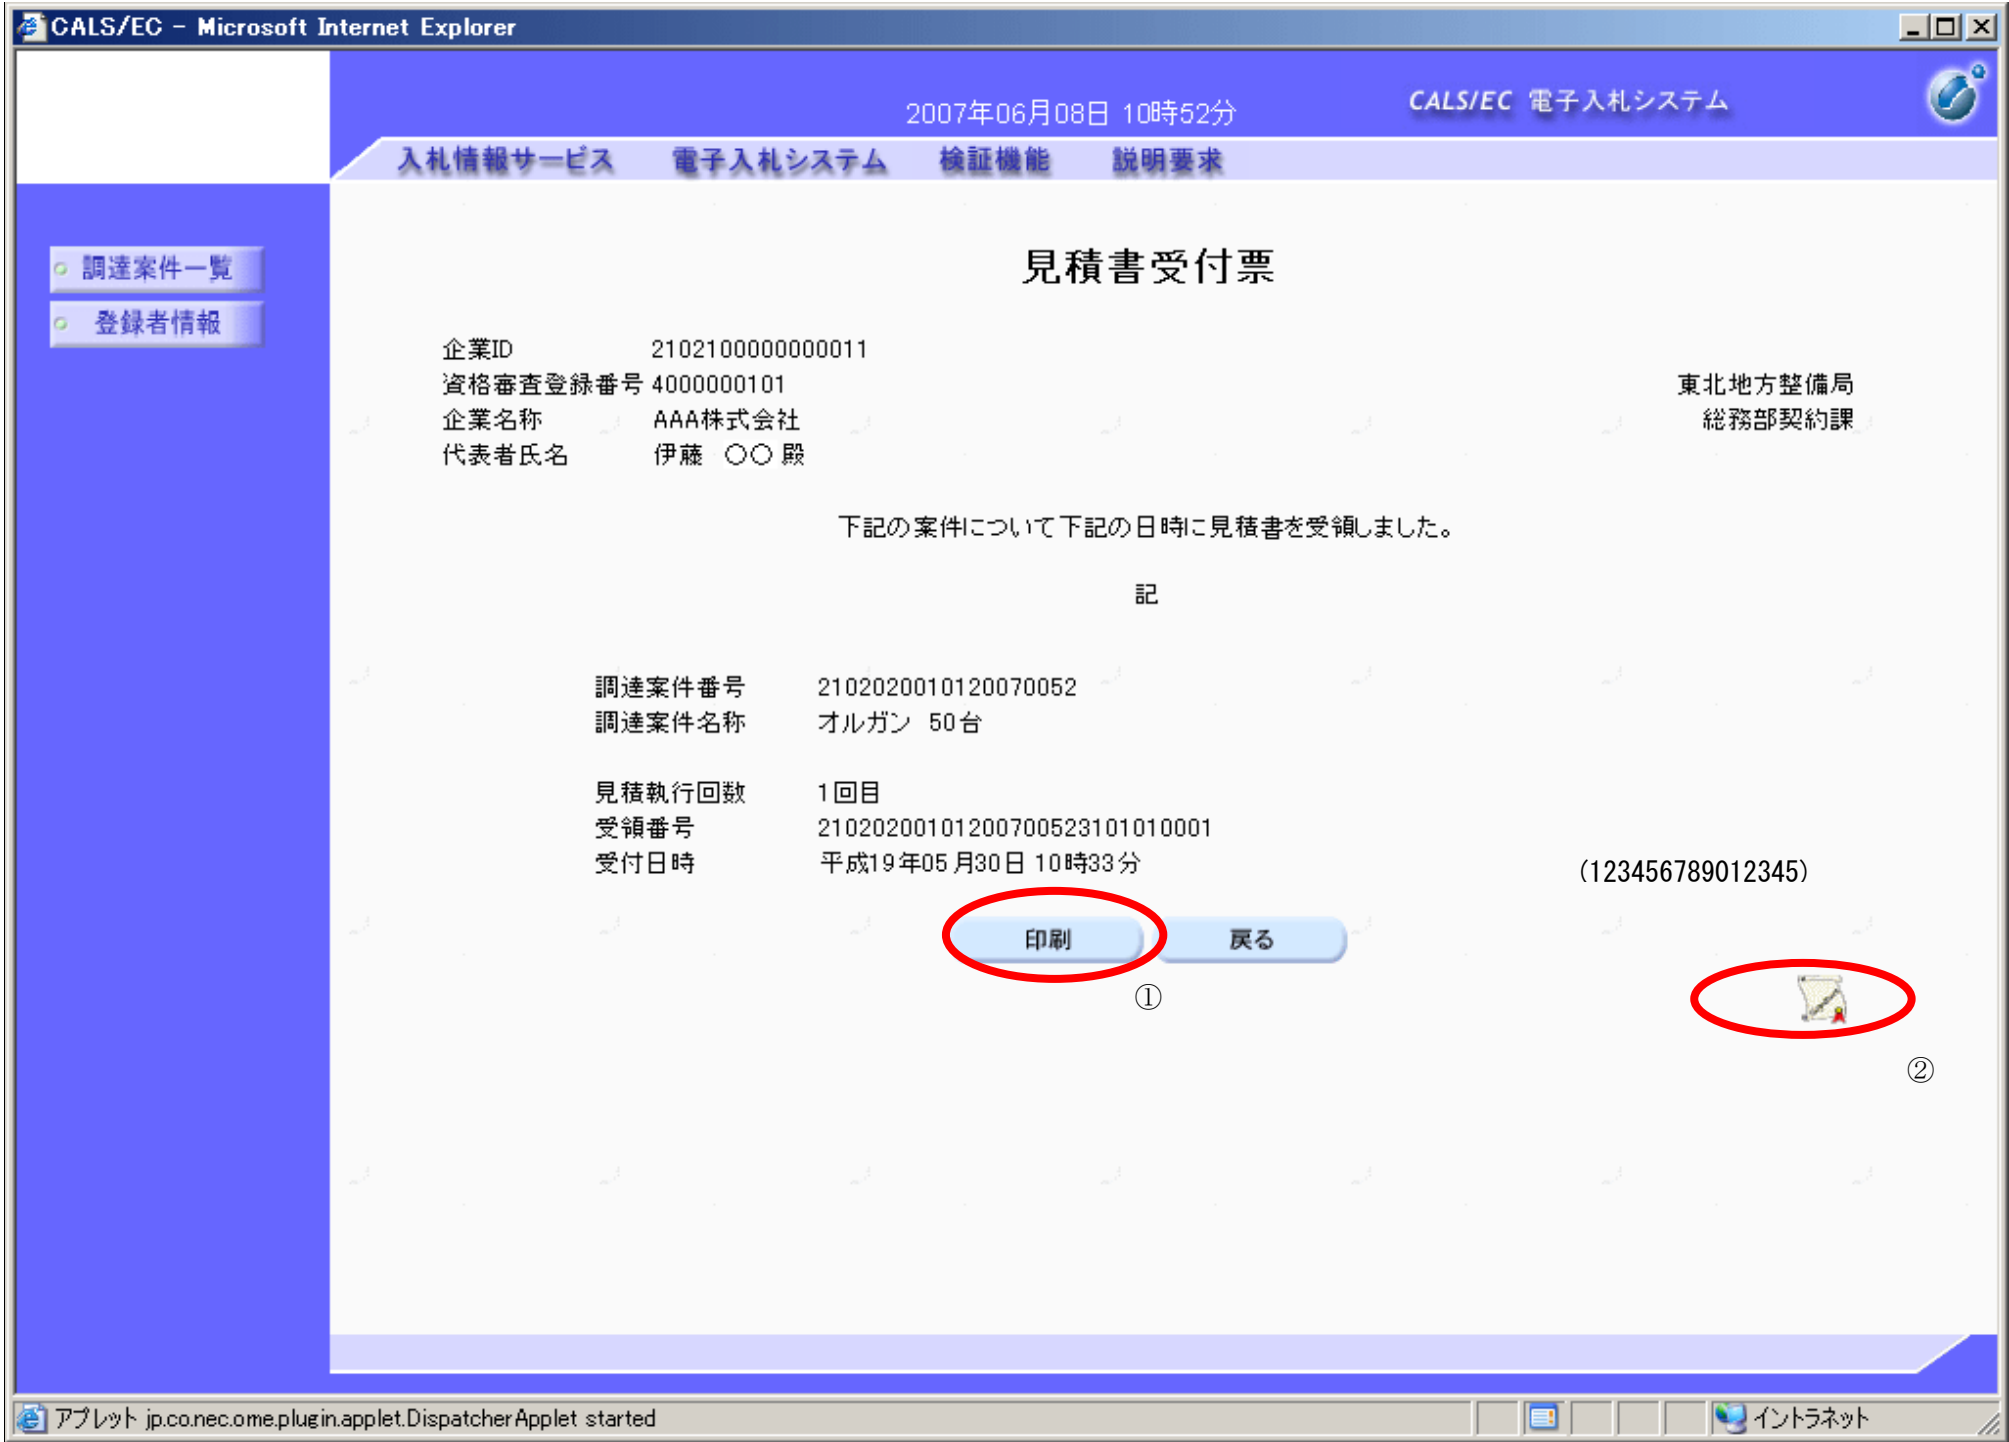 CALS/EC - Microsoft Internet Explorer
2007年06月08日 10時52分
CALS/EC 電子入札システム
入札情報サービス 電子入札システム 検証機能 説明要求
調達案件一覧
登録者情報
見積書受付票
企業ID 2102100000000011
資格審査登録番号 4000000101
企業名称 AAA株式会社
代表者氏名 伊藤 〇〇 殿
東北地方整備局
総務部契約課
下記の案件について下記の日時に見積書を受領しました。
記
調達案件番号 2102020010120070052
調達案件名称 オルガン 50台
見積執行回数 1回目
受領番号 21020200101200700523101010001
受付日時 平成19年05月30日 10時33分
(123456789012345)
印刷 戻る
①
②
アプレット jp.co.nec.ome.plugin.applet.DispatcherApplet started
イントラネット